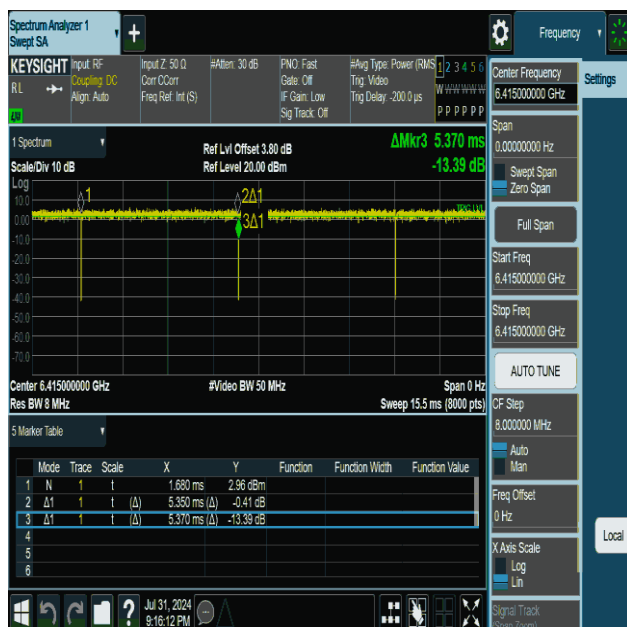 Spectrum Analyzer 1
Swept SA
Frequency
KEYSIGHT
RL
Input: RF
Coupling: DC
Align: Auto
Input Z: 50 Ω
Corr CCorr
Freq Ref: Int (S)
#Atten: 30 dB
PNO: Fast
Gate: Off
IF Gain: Low
Sig Track: Off
#Avg Type: Power (RMS
Trig: Video
Trig Delay: -200.0 µs
1 2 3 4 5 6
W W W W W W
P P P P P P
1 Spectrum
Scale/Div 10 dB
Log
Ref Lvl Offset 3.80 dB
Ref Level 20.00 dBm
ΔMkr3 5.370 ms
-13.39 dB
10.0
0.00
-10.0
-20.0
-30.0
-40.0
-50.0
-60.0
-70.0
1
2Δ1
3Δ1
TRIG LVL
Center 6.415000000 GHz
Res BW 8 MHz
#Video BW 50 MHz
Span 0 Hz
Sweep 15.5 ms (8000 pts)
5 Marker Table
Mode Trace Scale X Y Function Function Width Function Value
1 N 1 t 1.680 ms 2.96 dBm
2 Δ1 1 t (Δ) 5.350 ms (Δ) -0.41 dB
3 Δ1 1 t (Δ) 5.370 ms (Δ) -13.39 dB
4
5
6
Jul 31, 2024
9:16:12 PM
Center Frequency
6.415000000 GHz
Settings
Span
0.00000000 Hz
Swept Span
Zero Span
Full Span
Start Freq
6.415000000 GHz
Stop Freq
6.415000000 GHz
AUTO TUNE
CF Step
8.000000 MHz
Auto
Man
Freq Offset
0 Hz
Local
X Axis Scale
Log
Lin
Signal Track
(Span Zoom)